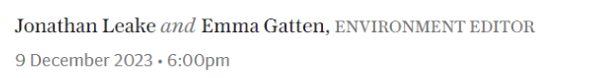 Jonathan Leake and Emma Gatten, ENVIRONMENT EDITOR
9 December 2023 • 6:00pm